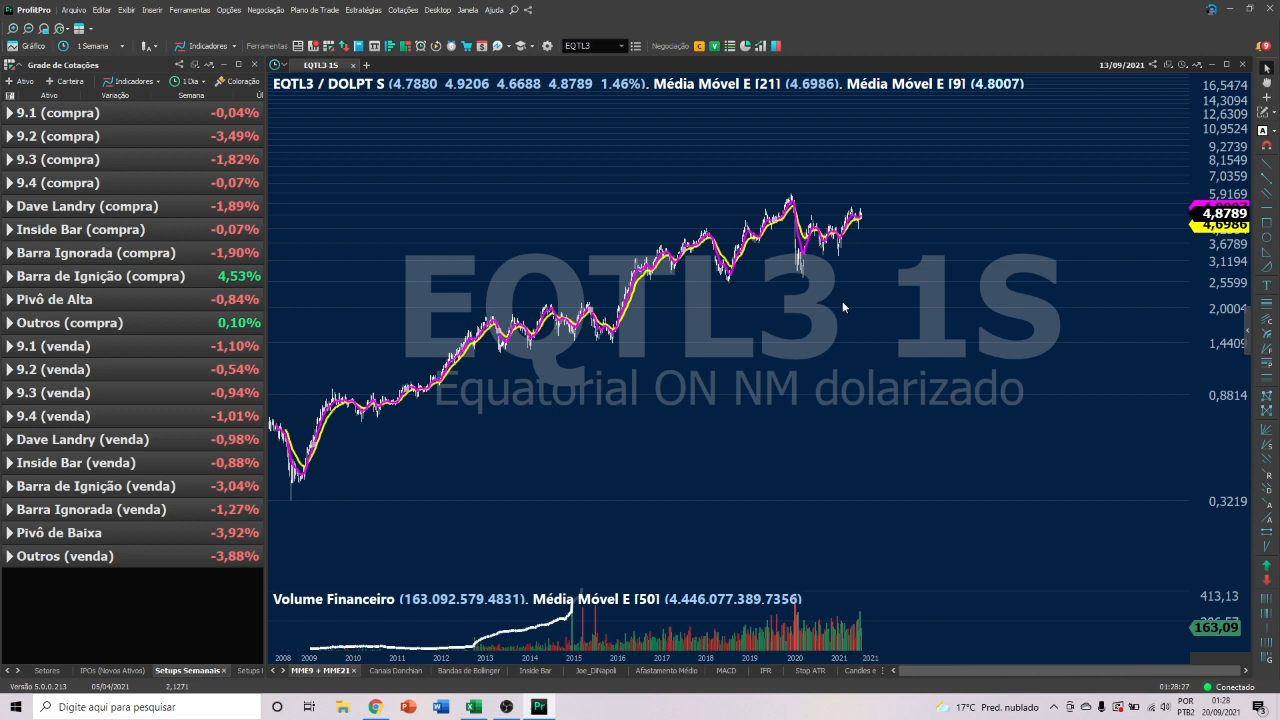 ProfitPro Arquivo Editar Exibir Inserir Ferramentas Opções Negociação Plano de Trade Estratégias Cotações Desktop Janela Ajuda
Gráfico 1 Semana Indicadores Ferramentas EQTL3 Negociação C V 9
Grade de Cotações EQTL3 1S 13/09/2021
Ativo Carteira Indicadores 1 Dia Coloração
Ativo Variação Semana Úl
9.1 (compra) -0,04%
9.2 (compra) -3,49%
9.3 (compra) -1,82%
9.4 (compra) -0,07%
Dave Landry (compra) -1,89%
Inside Bar (compra) -0,07%
Barra Ignorada (compra) -1,90%
Barra de Ignição (compra) 4,53%
Pivô de Alta -0,84%
Outros (compra) 0,10%
9.1 (venda) -1,10%
9.2 (venda) -0,54%
9.3 (venda) -0,94%
9.4 (venda) -1,01%
Dave Landry (venda) -0,98%
Inside Bar (venda) -0,88%
Barra de Ignição (venda) -3,04%
Barra Ignorada (venda) -1,27%
Pivô de Baixa -3,92%
Outros (venda) -3,88%
EQTL3 / DOLPT S (4.7880 4.9206 4.6688 4.8789 1.46%), Média Móvel E [21] (4.6986), Média Móvel E [9] (4.8007)
EQTL3 1S
Equatorial ON NM dolarizado
16,5474
14,3094
12,6309
10,9524
9,2739
8,1549
7,0359
5,9169
4,8789
4,6986
3,6789
3,1194
2,5599
2,0004
1,4409
0,8814
0,3219
Volume Financeiro (163.092.579.4831), Média Móvel E [50] (4.446.077.389.7356)
413,13
163,09
2008 2009 2010 2011 2012 2013 2014 2015 2016 2017 2018 2019 2020 2021 2021
Setores IPOs (Novos Ativos) Setups Semanais Setups MME9 + MME21 Canais Donchian Bandas de Bollinger Inside Bar Joe_DiNapoli Afastamento Médio MACD IFR Stop ATR Candles e
Versão 5.0.0.213 05/04/2021 2,1271 01:28:27 Conectado
Digite aqui para pesquisar 17°C Pred. nublado POR PTB2 01:28 20/09/2021 3